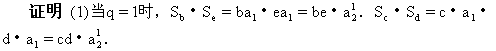 证明 (1)当q=1时，S_b·S_e=ba_1·ea_1=be·a_1^2．S_c·S_d=c·a_1·
d·a_1=cd·a_1^2．